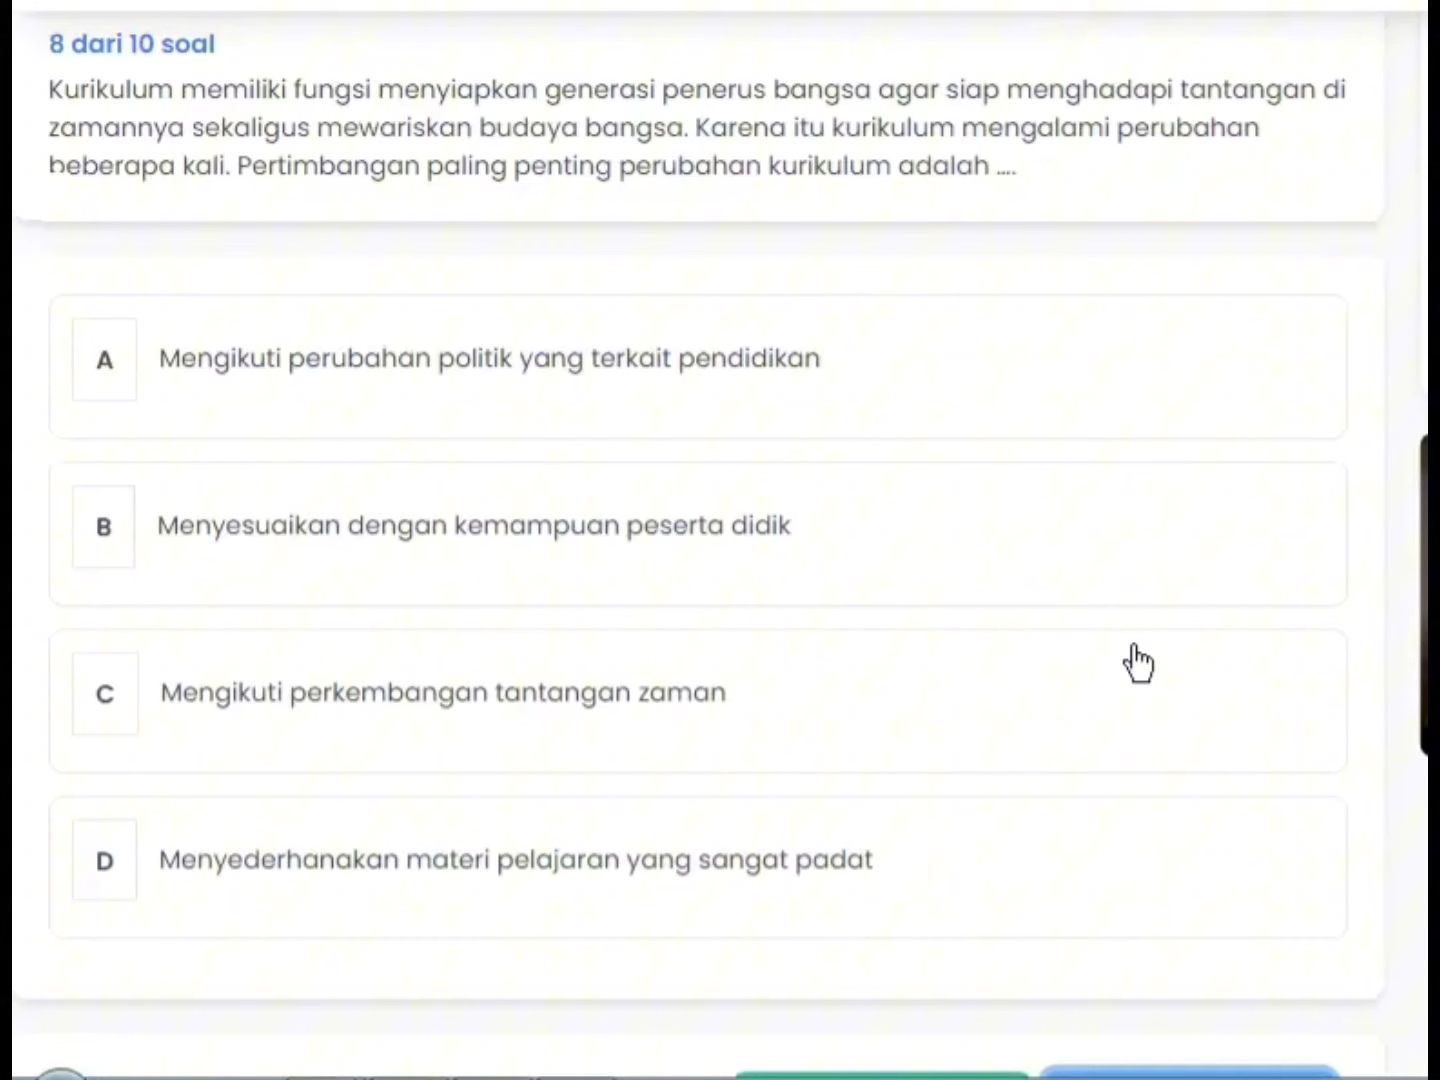 8 dari 10 soal
Kurikulum memiliki fungsi menyiapkan generasi penerus bangsa agar siap menghadapi tantangan di
zamannya sekaligus mewariskan budaya bangsa. Karena itu kurikulum mengalami perubahan
beberapa kali. Pertimbangan paling penting perubahan kurikulum adalah ....
A Mengikuti perubahan politik yang terkait pendidikan
B Menyesuaikan dengan kemampuan peserta didik
C Mengikuti perkembangan tantangan zaman
D Menyederhanakan materi pelajaran yang sangat padat